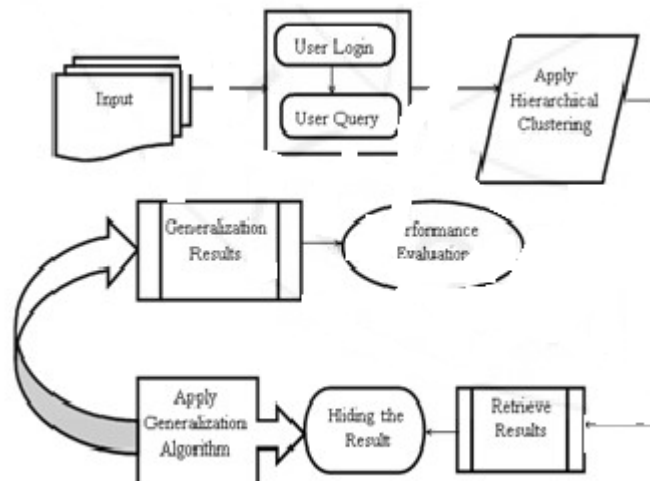 Input
User Login
User Query
Apply
Hierarchical
Clustering
Generalization
Results
rformance
Evaluation
Apply
Generalization
Algorithm
Hiding the
Result
Retrieve
Results